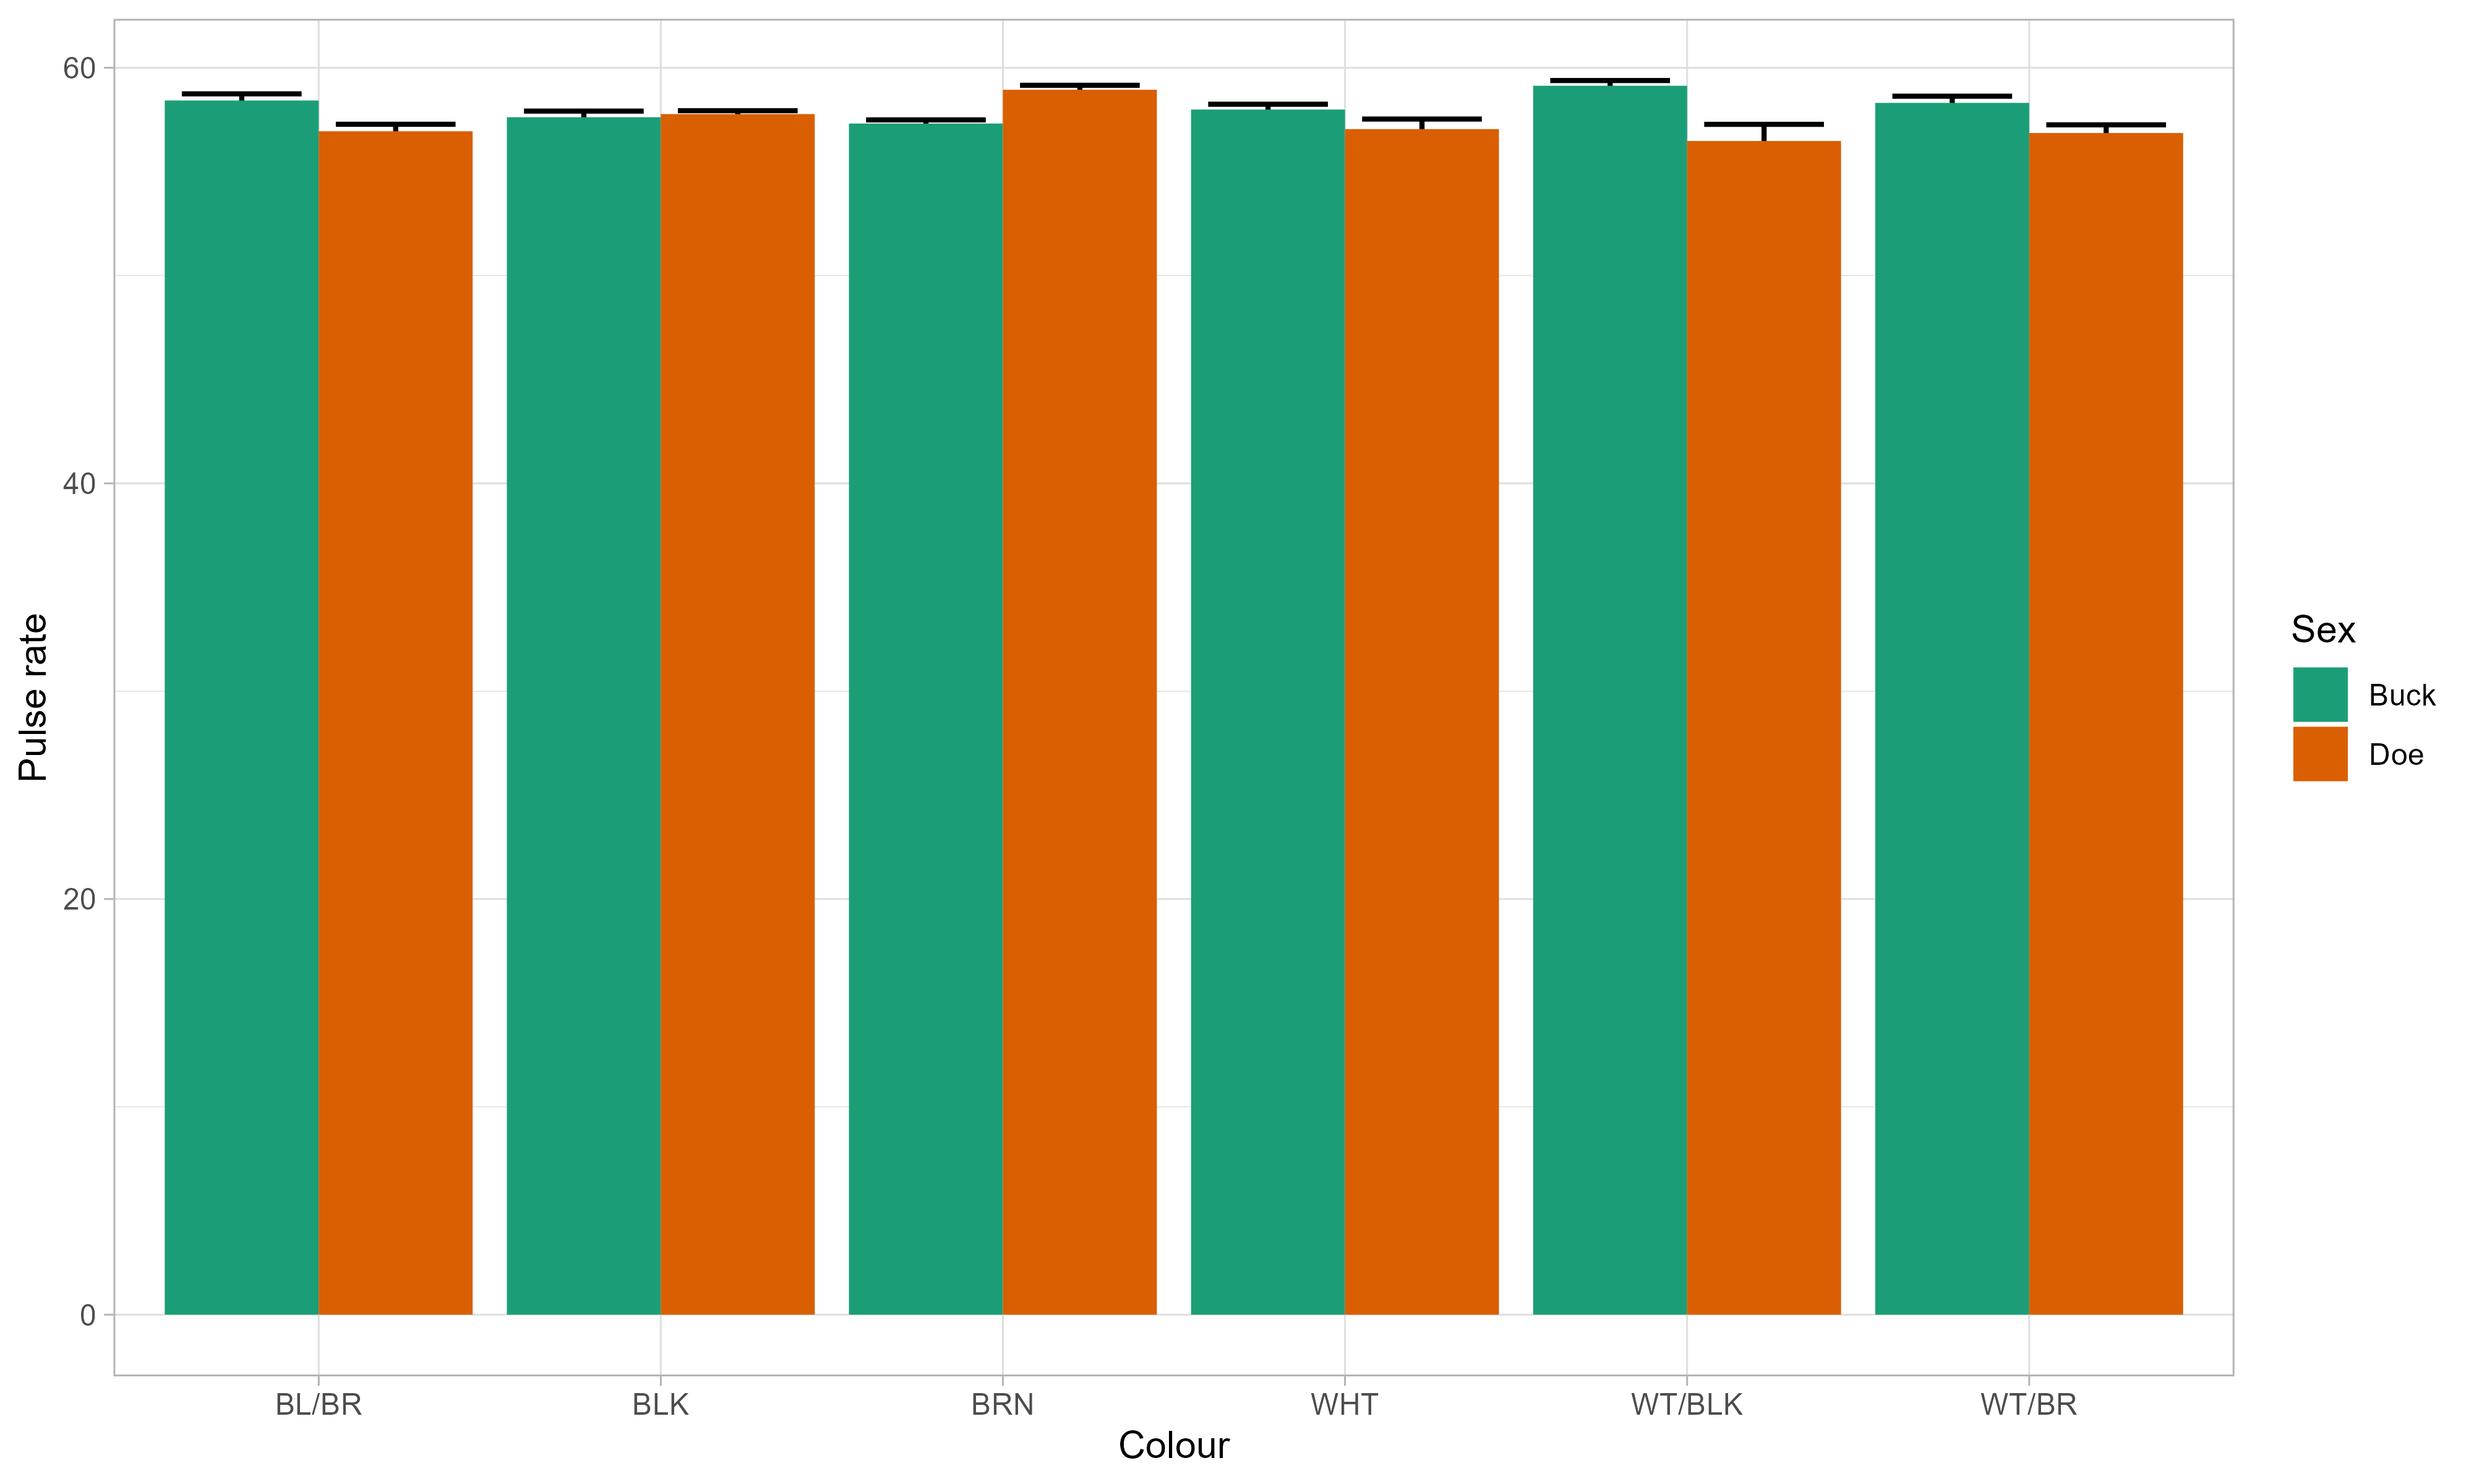 60
40
20
0
Pulse rate
BL/BR BLK BRN WHT WT/BLK WT/BR
Colour
Sex
Buck
Doe